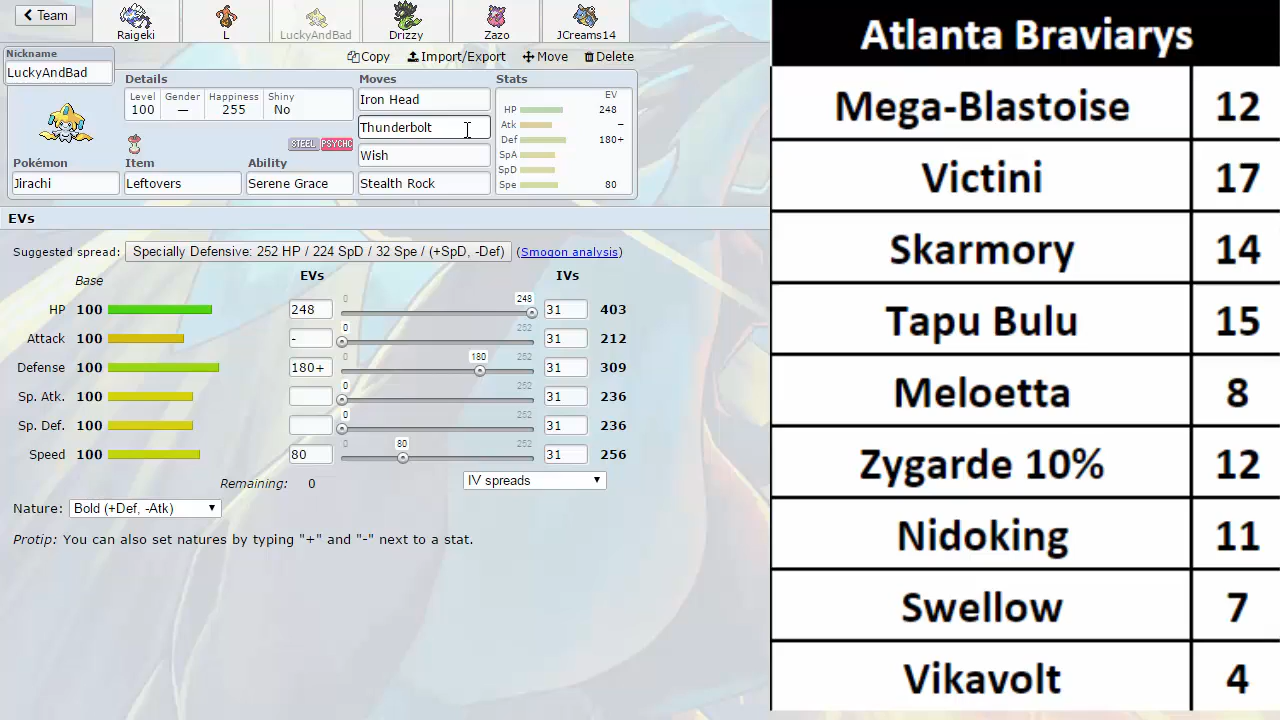 Team
Raigeki
L
LuckyAndBad
Drizzy
Zazo
JCreams14
Nickname
LuckyAndBad
Copy
Import/Export
Move
Delete
Details
Level
100
Gender
—
Happiness
255
Shiny
No
STEEL PSYCHC
Pokémon
Jirachi
Item
Leftovers
Ability
Serene Grace
Moves
Iron Head
Thunderbolt
Wish
Stealth Rock
Stats
EV
HP 248
Atk –
Def 180+
SpA
SpD
Spe 80
EVs
Suggested spread: Specially Defensive: 252 HP / 224 SpD / 32 Spe / (+SpD, -Def) (Smogon analysis)
Base EVs IVs
HP 100 248 0 248 31 403
Attack 100 - 0 252 31 212
Defense 100 180+ 0 180 252 31 309
Sp. Atk. 100 0 252 31 236
Sp. Def. 100 0 252 31 236
Speed 100 80 0 80 252 31 256
Remaining: 0 IV spreads
Nature: Bold (+Def, -Atk)
Protip: You can also set natures by typing "+" and "-" next to a stat.
Atlanta Braviarys
Mega-Blastoise 12
Victini 17
Skarmory 14
Tapu Bulu 15
Meloetta 8
Zygarde 10% 12
Nidoking 11
Swellow 7
Vikavolt 4